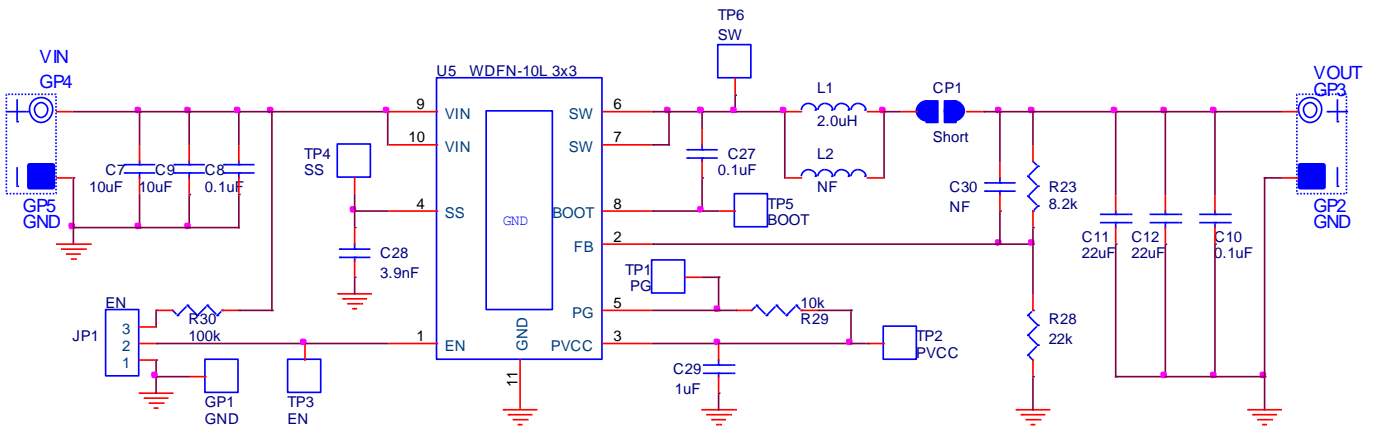 TP6
SW
VIN
GP4
U5 WDFN-10L 3x3
L1
2.0uH
CP1
Short
VOUT
GP3
9 VIN
10 VIN
SW 6
SW 7
C7
10uF
C9
10uF
C8
0.1uF
TP4
SS
C27
0.1uF
L2
NF
C30
NF
R23
8.2k
GP5
GND
4 SS
GND
BOOT 8
TP5
BOOT
GP2
GND
FB 2
C11
22uF
C12
22uF
C10
0.1uF
C28
3.9nF
TP1
PG
EN
JP1
3
2
1
R30
100k
PG 5
10k
R29
R28
22k
1 EN
GND
PVCC 3
TP2
PVCC
C29
1uF
11
GP1
GND
TP3
EN